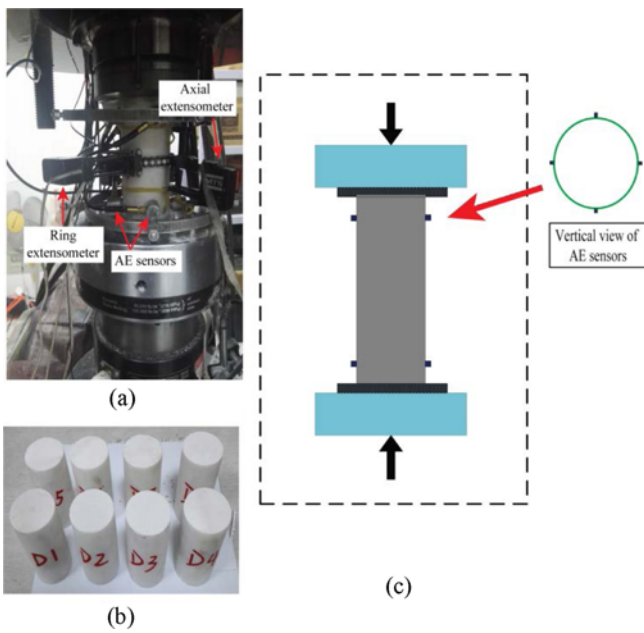 Axial
extensometer
Ring
extensometer
AE sensors
(a)
5
D1 D2 D3 D4
(b)
Vertical view of
AE sensors
(c)